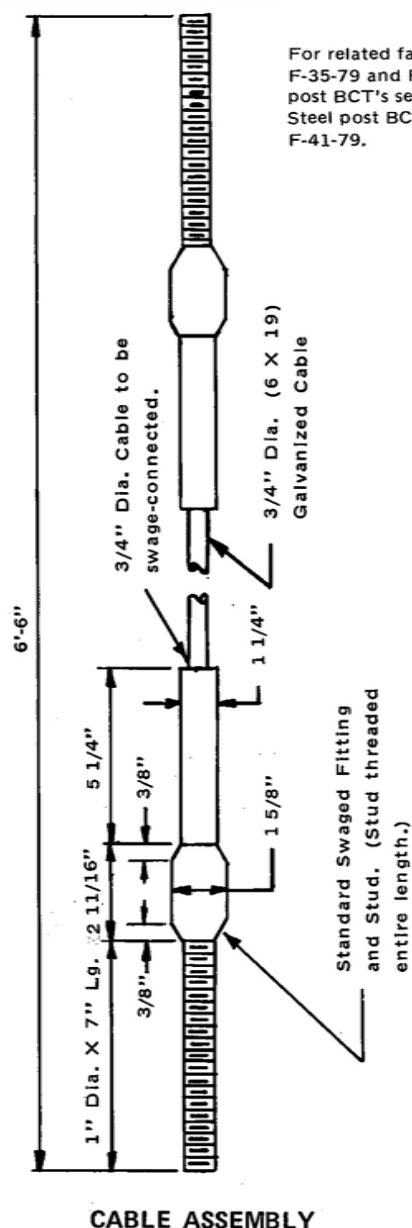 For related fa
F-35-79 and F
post BCT's se
Steel post BC
F-41-79.
3/4" Dia. Cable to be
swage-connected.
3/4" Dia. (6 X 19)
Galvanized Cable
6'-6"
5 1/4"
3/8"
1 1/4"
2 11/16"
1 5/8"
1" Dia. X 7" Lg.
3/8"
Standard Swaged Fitting
and Stud. (Stud threaded
entire length.)
CABLE ASSEMBLY